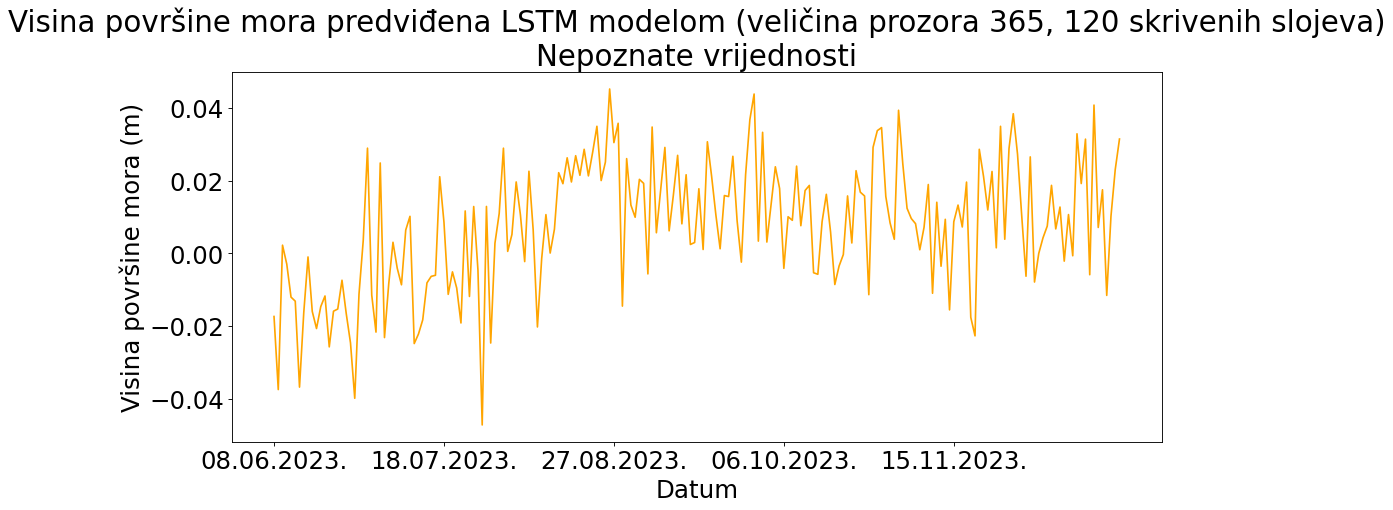 Visina površine mora predviđena LSTM modelom (veličina prozora 365, 120 skrivenih slojeva)
Nepoznate vrijednosti
Visina površine mora (m)
0.04
0.02
0.00
−0.02
−0.04
08.06.2023. 18.07.2023. 27.08.2023. 06.10.2023. 15.11.2023.
Datum